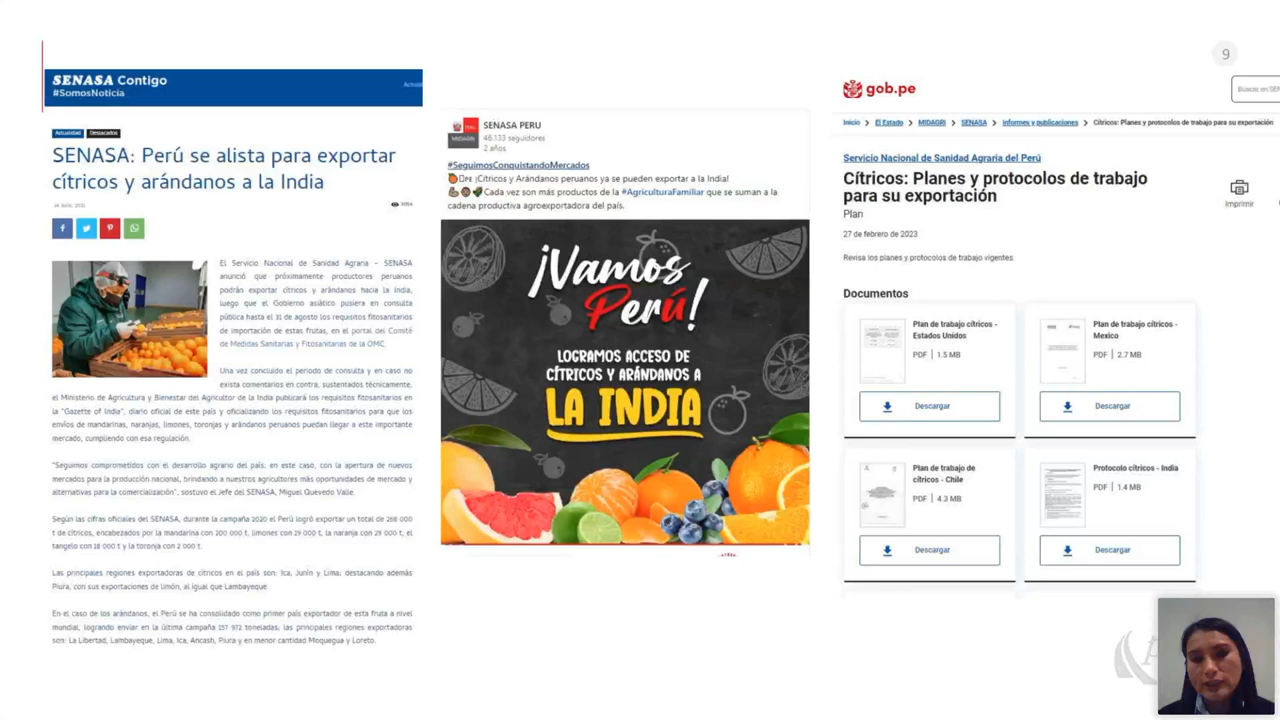 9
SENASA Contigo
#SomosNoticia
Actualidad Destacados
SENASA: Perú se alista para exportar
cítricos y arándanos a la India
El Servicio Nacional de Sanidad Agraria – SENASA
anunció que próximamente productores peruanos
podrán exportar cítricos y arándanos hacia la India,
luego que el Gobierno asiático pusiera en consulta
pública hasta el 31 de agosto los requisitos fitosanitarios
de importación de estas frutas, en el portal del Comité
de Medidas Sanitarias y Fitosanitarias de la OMC.
Una vez concluido el periodo de consulta y en caso no
exista comentarios en contra, sustentados técnicamente,
el Ministerio de Agricultura y Bienestar del Agricultor de la India publicará los requisitos fitosanitarios en
la "Gazette of India", diario oficial de este país y oficializando los requisitos fitosanitarios para que los
envíos de mandarinas, naranjas, limones, toronjas y arándanos peruanos puedan llegar a este importante
mercado, cumpliendo con esa regulación.
"Seguimos comprometidos con el desarrollo agrario del país; en este caso, con la apertura de nuevos
mercados para la producción nacional, brindando a nuestros agricultores más oportunidades de mercado y
alternativas para la comercialización", sostuvo el Jefe del SENASA, Miguel Quevedo Valle.
Según las cifras oficiales del SENASA, durante la campaña 2020 el Perú logró exportar un total de
t de cítricos, encabezados por la mandarina con 200 000 t, limones con 29 000 t, la naranja con 29 000 t, el
tangelo con 18 000 t y la toronja con 2 000 t.
Las principales regiones exportadoras de cítricos en el país son: Ica, Junín y Lima; destacando además
Piura, con sus exportaciones de limón, al igual que Lambayeque.
En el caso de los arándanos, el Perú se ha consolidado como primer país exportador de esta fruta a nivel
mundial, logrando enviar en la última campaña 157 972 toneladas, las principales regiones exportadoras
son: La Libertad, Lambayeque, Lima, Ica, Ancash, Piura y en menor cantidad Moquegua y Loreto.
SENASA PERU
46.133 seguidores
2 años
#SeguimosConquistandoMercados
¡Cítricos y Arándanos peruanos ya se pueden exportar a la India!
Cada vez son más productos de la #AgriculturaFamiliar que se suman a la
cadena productiva agroexportadora del país.
¡Vamos
Perú!
LOGRAMOS ACCESO DE
CÍTRICOS Y ARÁNDANOS A
LA INDIA
gob.pe
Buscar en SEN
Inicio > El Estado > MIDAGRI > SENASA > Informes y publicaciones > Cítricos: Planes y protocolos de trabajo para su exportación
Servicio Nacional de Sanidad Agraria del Perú
Cítricos: Planes y protocolos de trabajo
para su exportación
Plan
Imprimir
27 de febrero de 2023
Revisa los planes y protocolos de trabajo vigentes.
Documentos
Plan de trabajo cítricos -
Estados Unidos
PDF | 1.5 MB
Descargar
Plan de trabajo cítricos -
Mexico
PDF | 2.7 MB
Descargar
Plan de trabajo de
cítricos - Chile
PDF | 4.3 MB
Descargar
Protocolo cítricos - India
PDF | 1.4 MB
Descargar